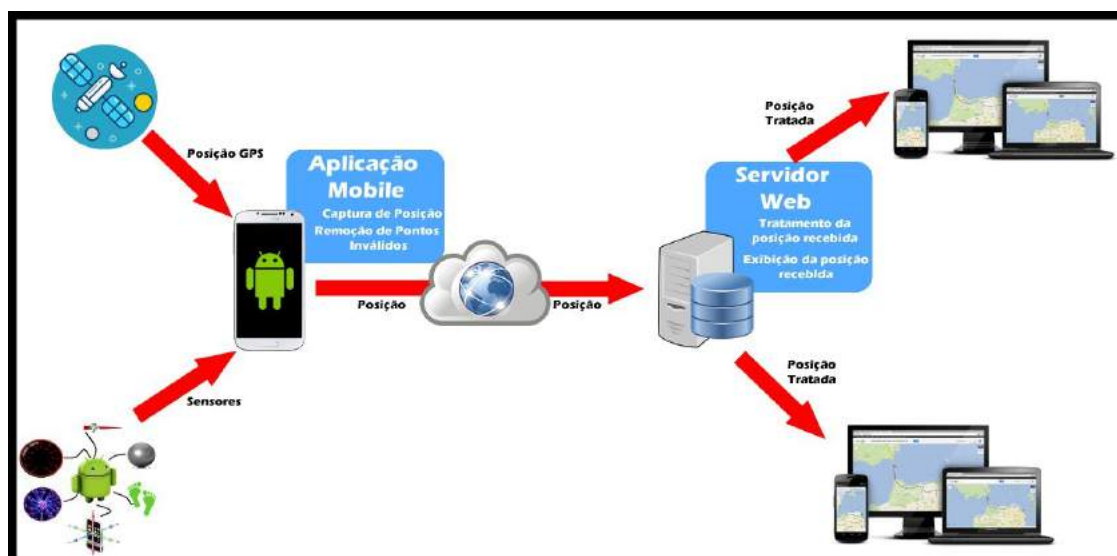 Posição GPS
Aplicação
Mobile
Captura de Posição
Remoção de Pontos
Inválidos
Posição
Posição
Sensores
Servidor
Web
Tratamento da
posição recebida
Exibição da posição
recebida
Posição
Tratada
Posição
Tratada